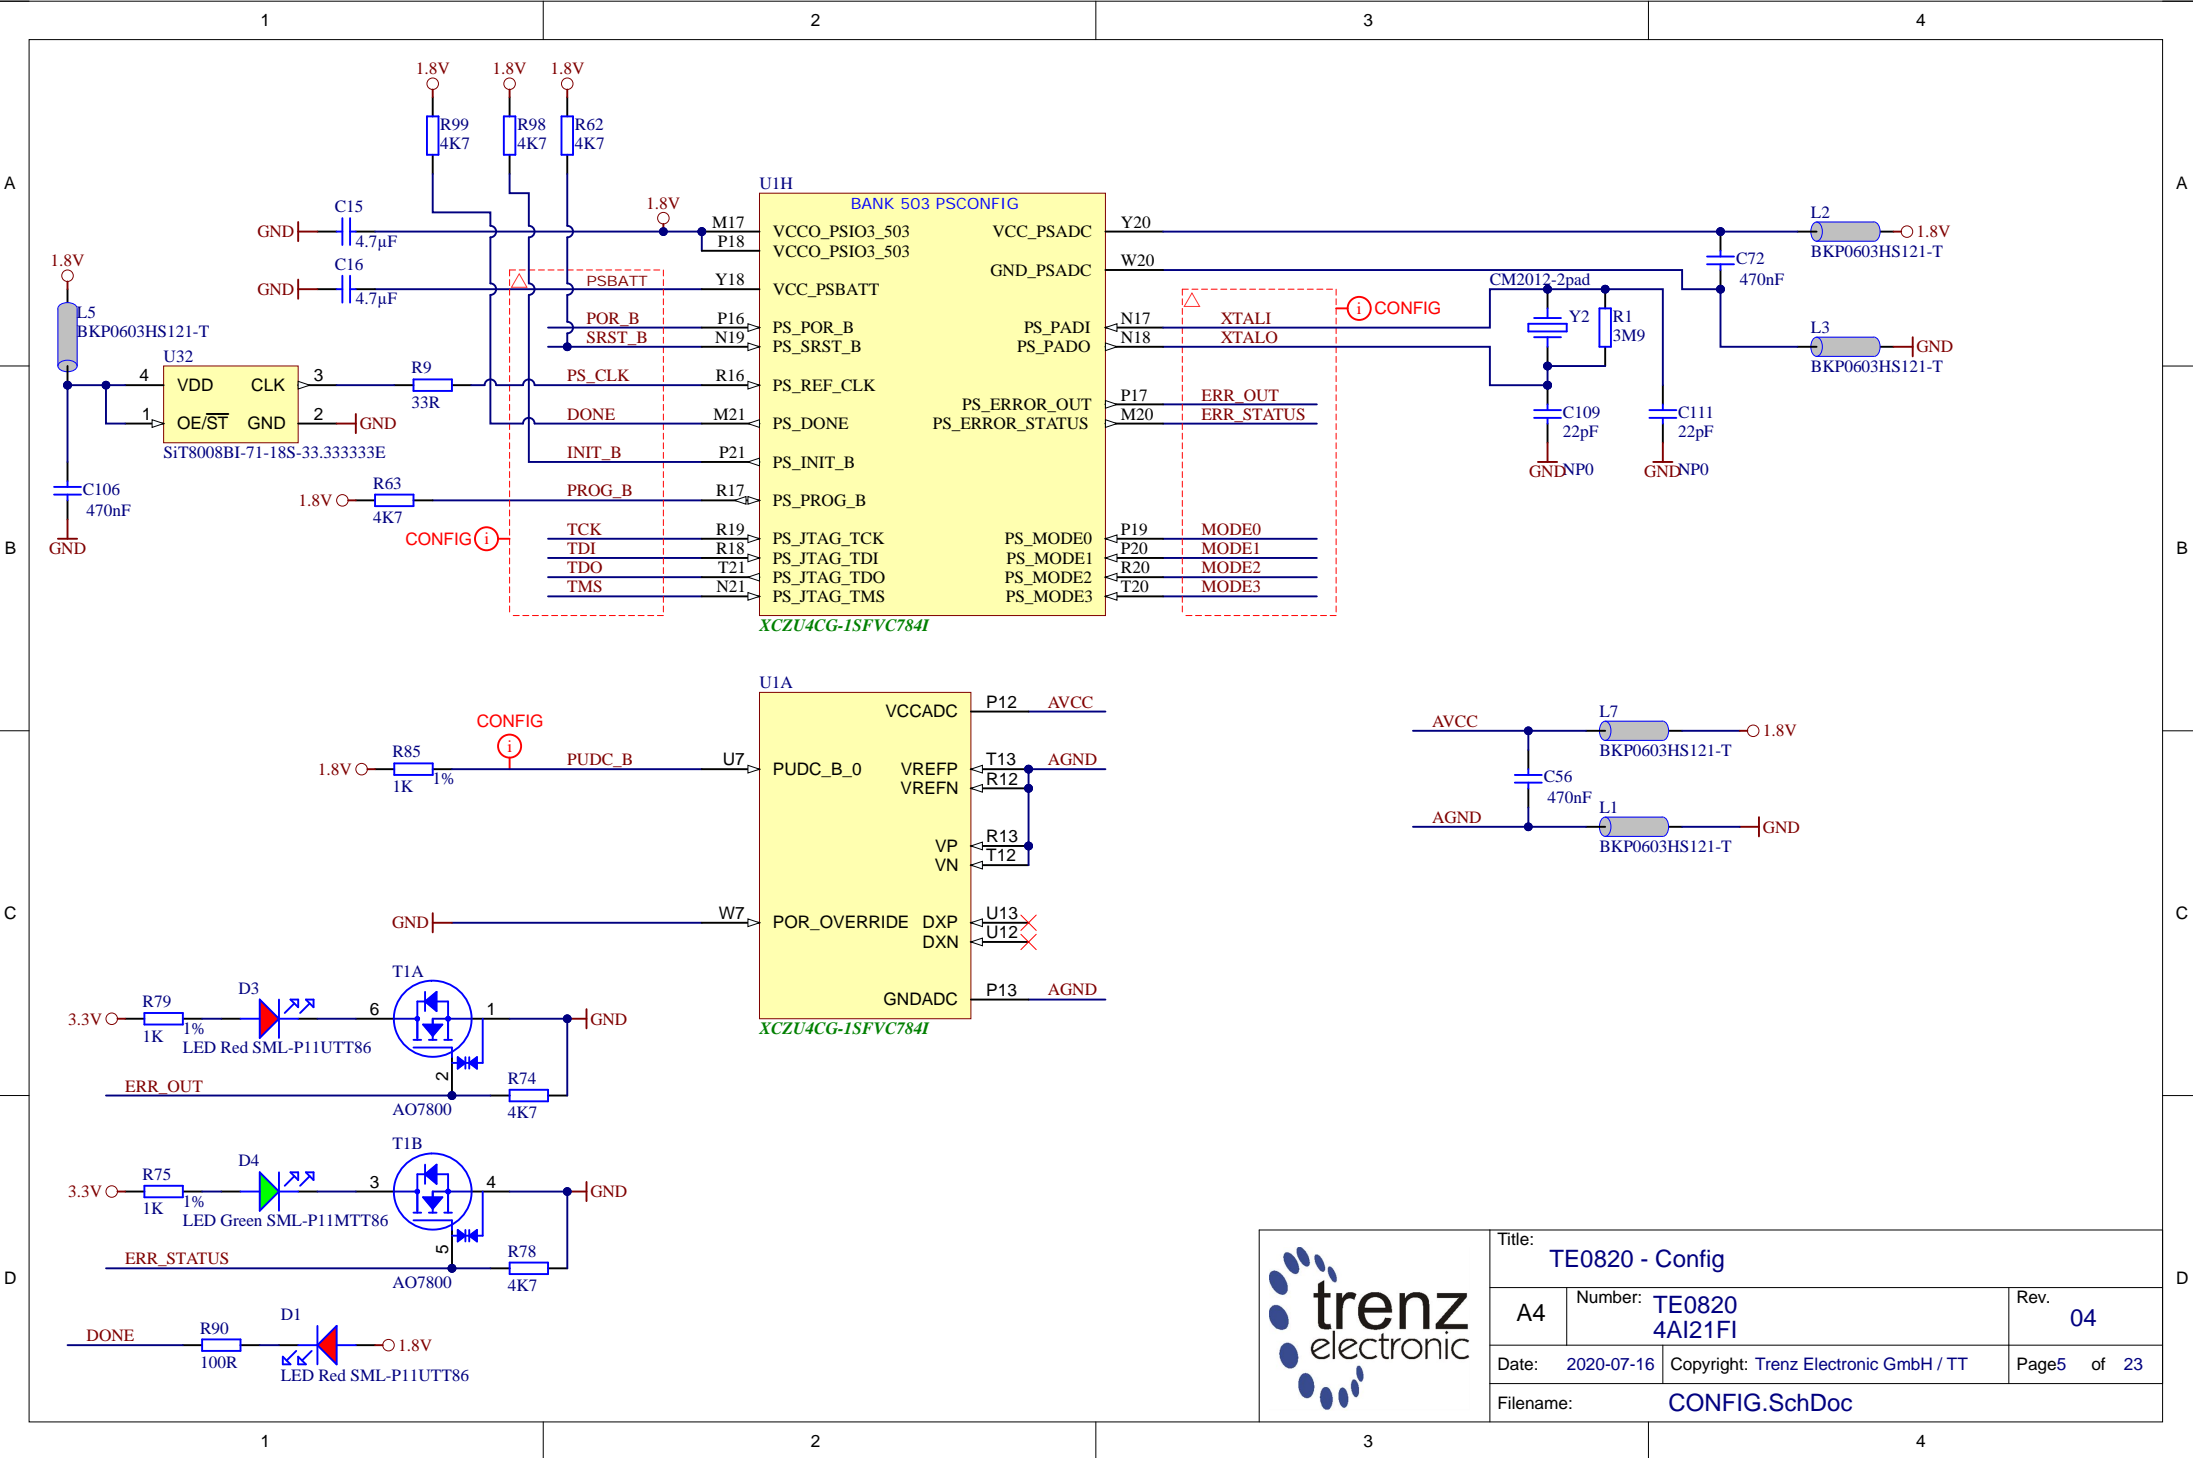 1
2
3
4
A
A
1.8V
1.8V
1.8V
R99
4K7
R98
4K7
R62
4K7
U1H
BANK 503 PSCONFIG
C15
GND
4.7µF
1.8V
M17
VCCO_PSIO3_503
P18
VCCO_PSIO3_503
C16
GND
4.7µF
PSBATT
Y18
VCC_PSBATT
POR_B
P16
PS_POR_B
SRST_B
N19
PS_SRST_B
1.8V
L5
BKP0603HS121-T
U32
4
VDD
CLK
3
1
OE/ST
GND
2
GND
SiT8008BI-71-18S-33.333333E
C106
470nF
GND
R9
33R
PS_CLK
R16
PS_REF_CLK
DONE
M21
PS_DONE
INIT_B
P21
PS_INIT_B
1.8V
R63
4K7
PROG_B
R17
PS_PROG_B
CONFIG
i
TCK
R19
PS_JTAG_TCK
TDI
R18
PS_JTAG_TDI
TDO
T21
PS_JTAG_TDO
TMS
N21
PS_JTAG_TMS
XCZU4CG-1SFVC784I
VCC_PSADC
Y20
GND_PSADC
W20
PS_PADI
N17
XTALI
PS_PADO
N18
XTALO
PS_ERROR_OUT
P17
ERR_OUT
PS_ERROR_STATUS
M20
ERR_STATUS
PS_MODE0
P19
MODE0
PS_MODE1
P20
MODE1
PS_MODE2
R20
MODE2
PS_MODE3
T20
MODE3
i
CONFIG
CM2012-2pad
Y2
R1
3M9
C109
22pF
GND
NP0
C111
22pF
GND
NP0
C72
470nF
L2
1.8V
BKP0603HS121-T
L3
GND
BKP0603HS121-T
B
B
U1A
VCCADC
P12
AVCC
CONFIG
i
1.8V
R85
1K
1%
PUDC_B
U7
PUDC_B_0
VREFP
T13
AGND
VREFN
R12
VP
R13
VN
T12
GND
W7
POR_OVERRIDE
DXP
U13
DXN
U12
GNDADC
P13
AGND
XCZU4CG-1SFVC784I
AVCC
L7
1.8V
BKP0603HS121-T
C56
470nF
AGND
L1
GND
BKP0603HS121-T
C
C
3.3V
R79
1K
1%
D3
LED Red SML-P11UTT86
T1A
6
1
2
GND
ERR_OUT
AO7800
R74
4K7
3.3V
R75
1K
1%
D4
LED Green SML-P11MTT86
T1B
3
4
5
GND
ERR_STATUS
AO7800
R78
4K7
DONE
R90
100R
D1
1.8V
LED Red SML-P11UTT86
D
D
trenz
electronic
Title:
TE0820 - Config
A4
Number:
TE0820
4AI21FI
Rev.
04
Date: 2020-07-16
Copyright: Trenz Electronic GmbH / TT
Page5 of 23
Filename:
CONFIG.SchDoc
1
2
3
4